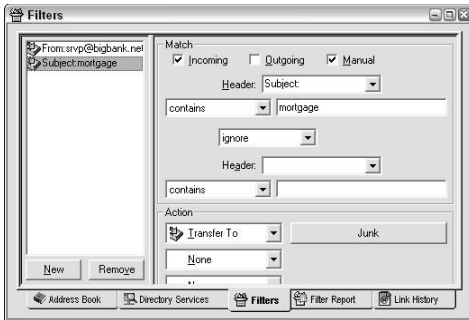 Filters
From:srvp@bigbank.net
Subject:mortgage
New
Remove
Match
Incoming
Outgoing
Manual
Header: Subject:
contains
mortgage
ignore
Header:
contains
Action
Transfer To
Junk
None
Address Book
Directory Services
Filters
Filter Report
Link History